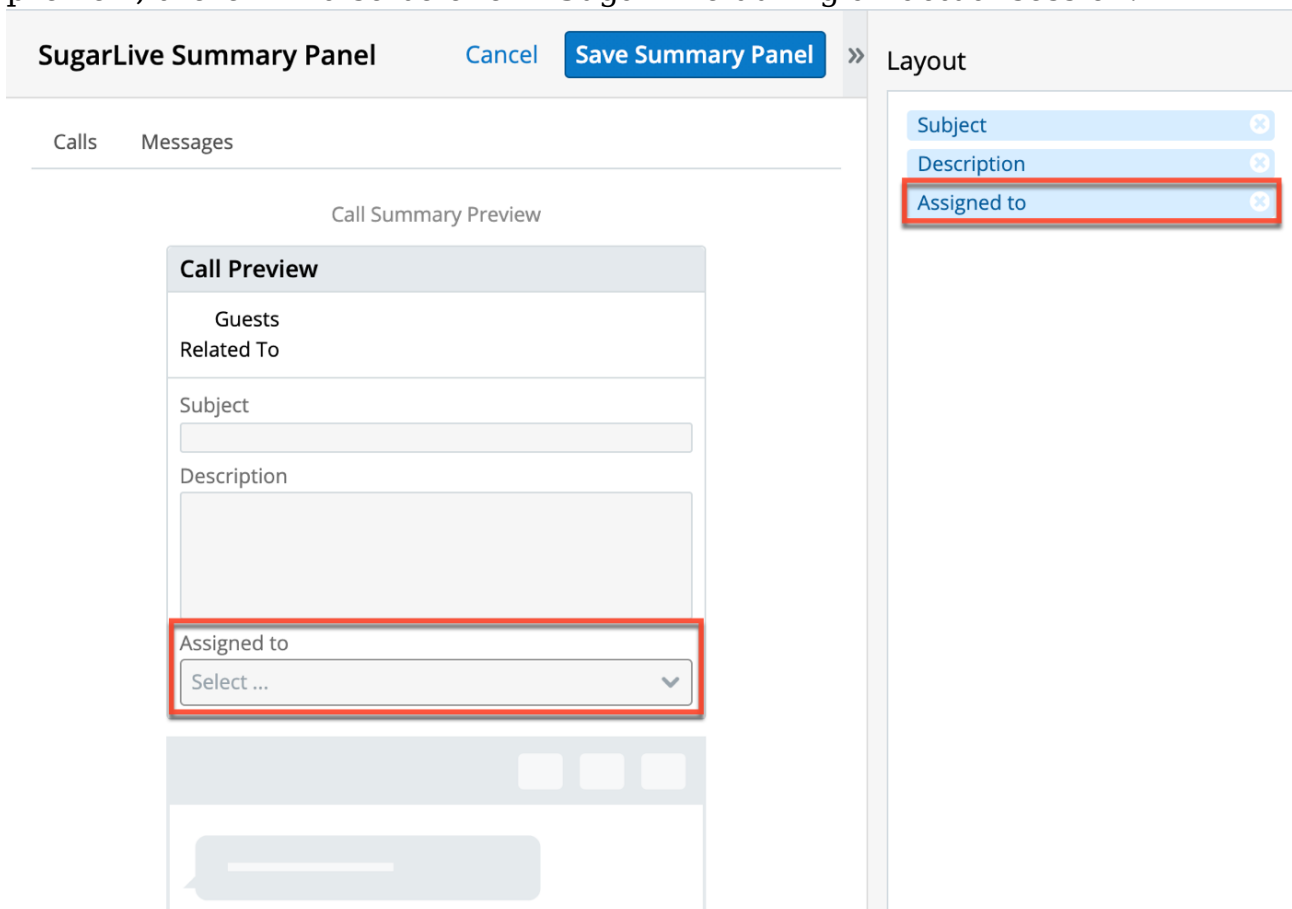 SugarLive Summary Panel Cancel Save Summary Panel » Layout
Calls Messages
Call Summary Preview
Call Preview
Guests
Related To
Subject
Description
Assigned to
Select ...
Subject
Description
Assigned to